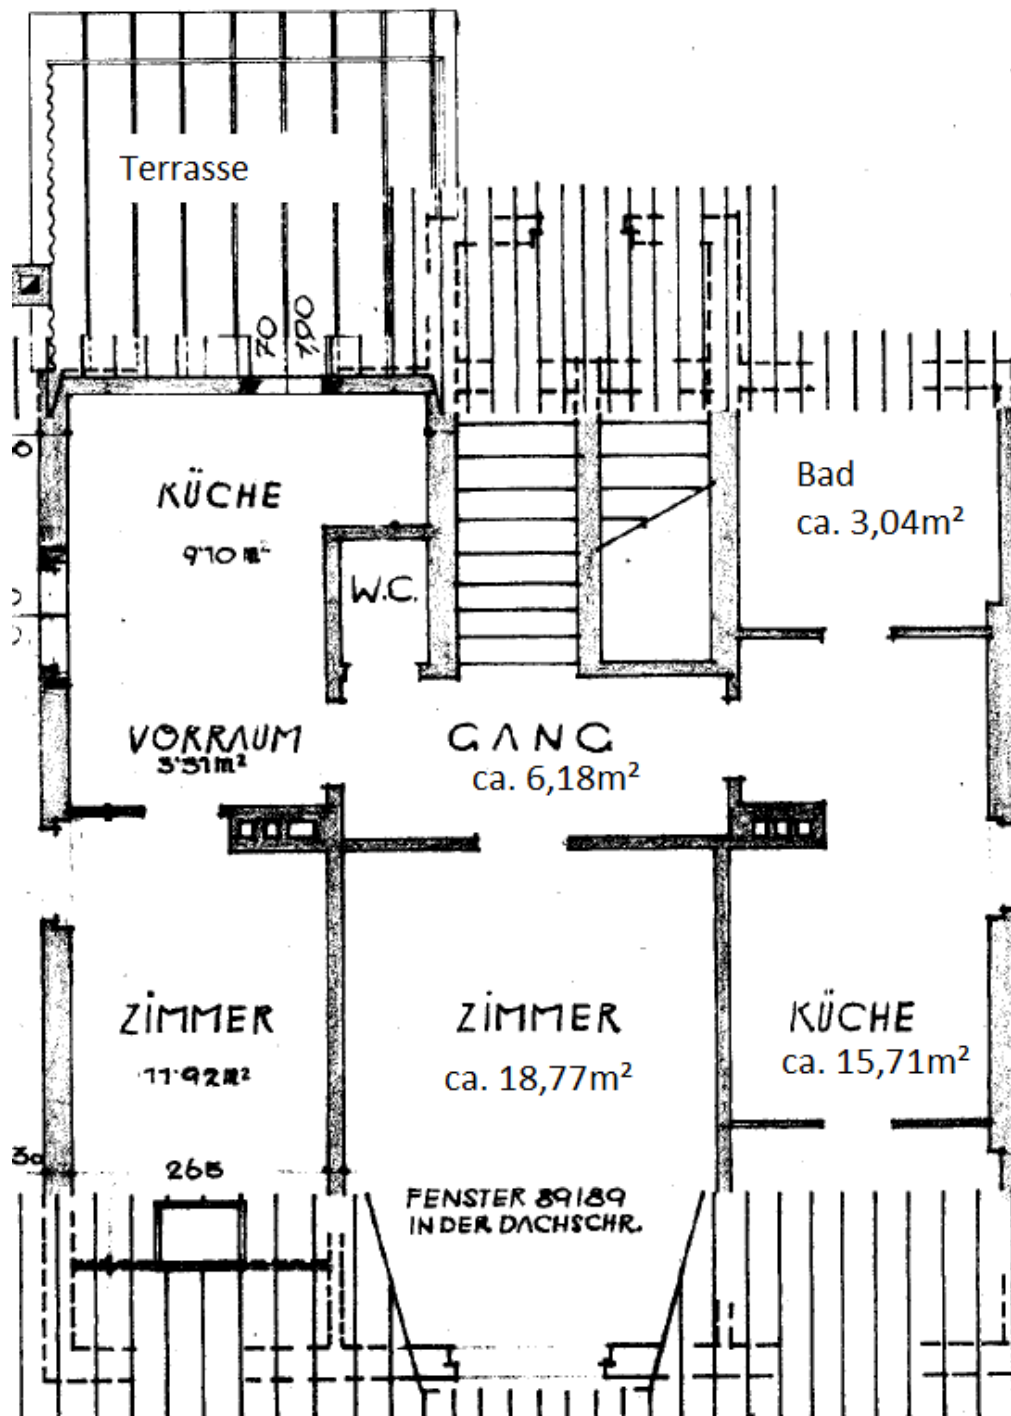 Terrasse
70
190
KÜCHE
9'10 m²
W.C.
Bad
ca. 3,04m²
VORRAUM
3'31m²
GANG
ca. 6,18m²
ZiMMER
11'92m²
ZiMMER
ca. 18,77m²
KÜCHE
ca. 15,71m²
30
265
FENSTER 89/89
IN DER DACHSCHR.